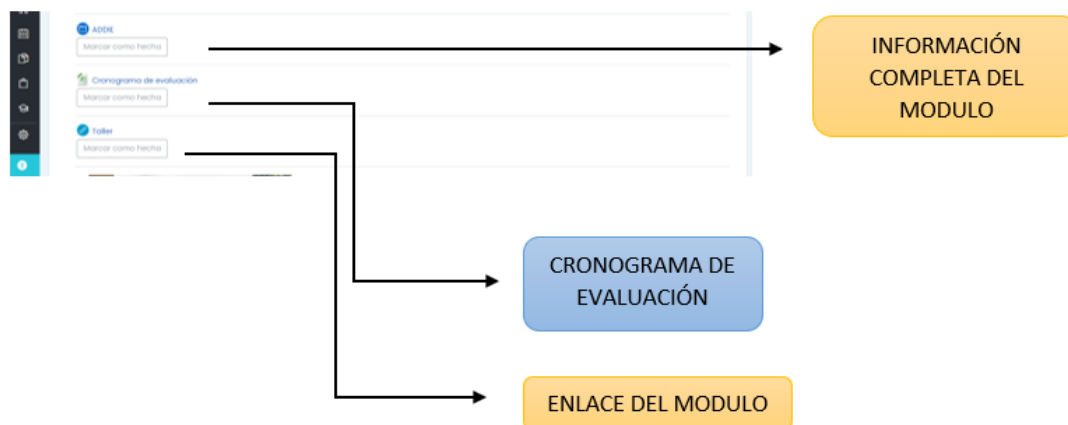 ADDIE
Marcar como hecha
Cronograma de evaluación
Marcar como hecha
Taller
Marcar como hecha
INFORMACIÓN
COMPLETA DEL
MODULO
CRONOGRAMA DE
EVALUACIÓN
ENLACE DEL MODULO